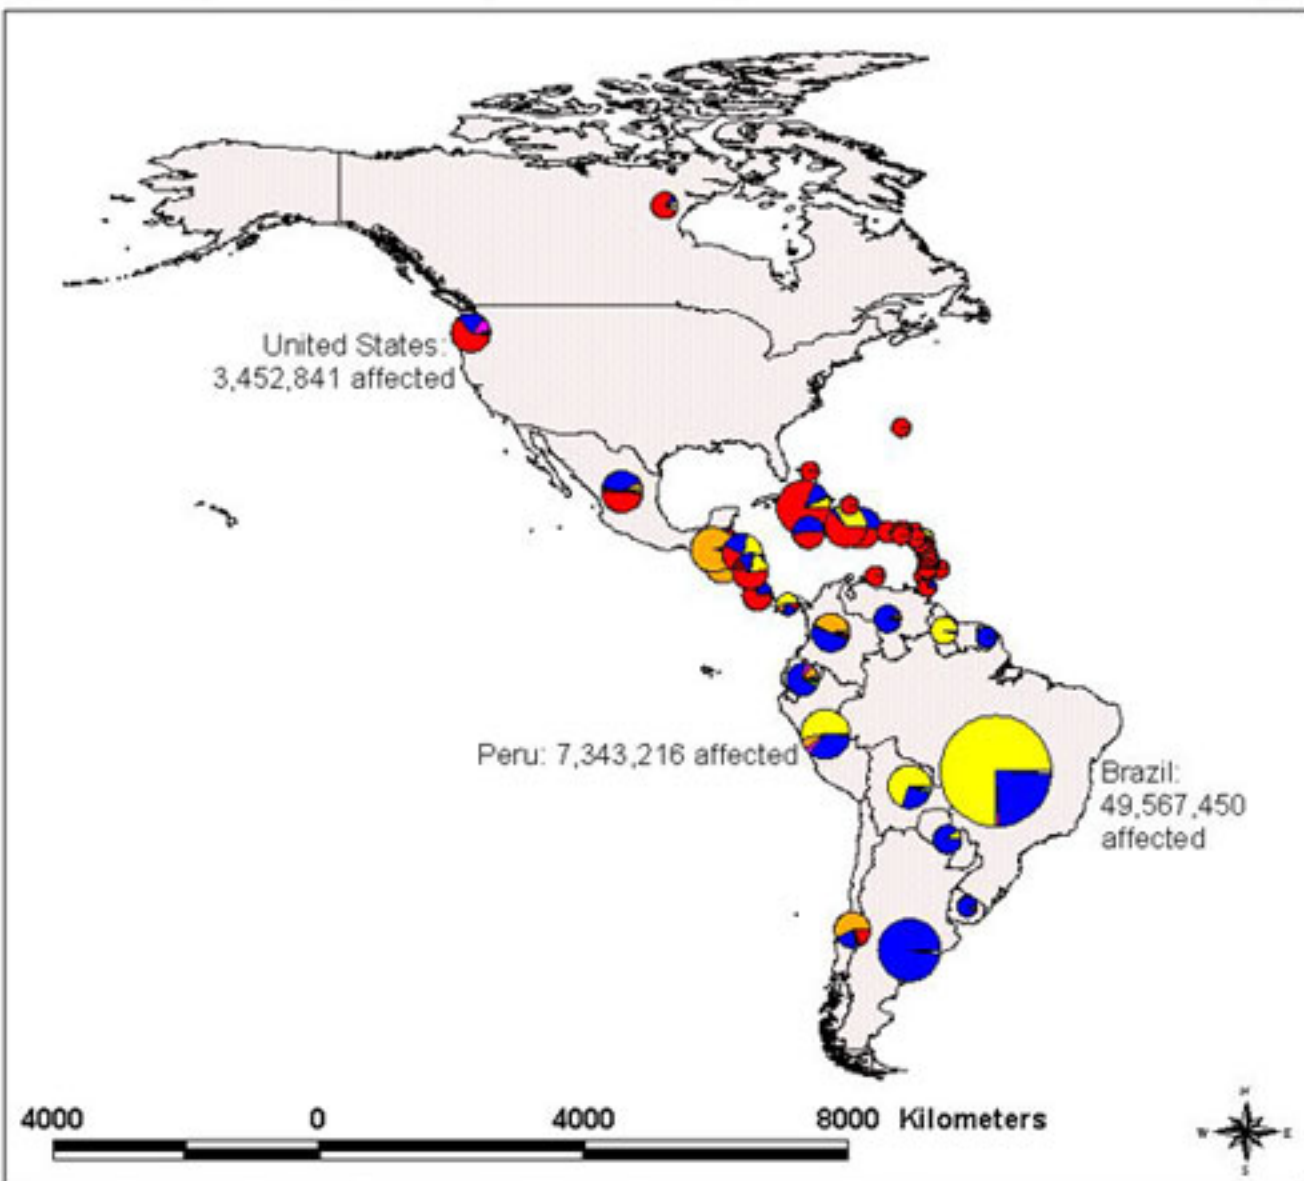 United States:
3,452,841 affected
Peru: 7,343,216 affected
Brazil:
49,567,450
affected
4000 0 4000 8000 Kilometers
N
W E
S